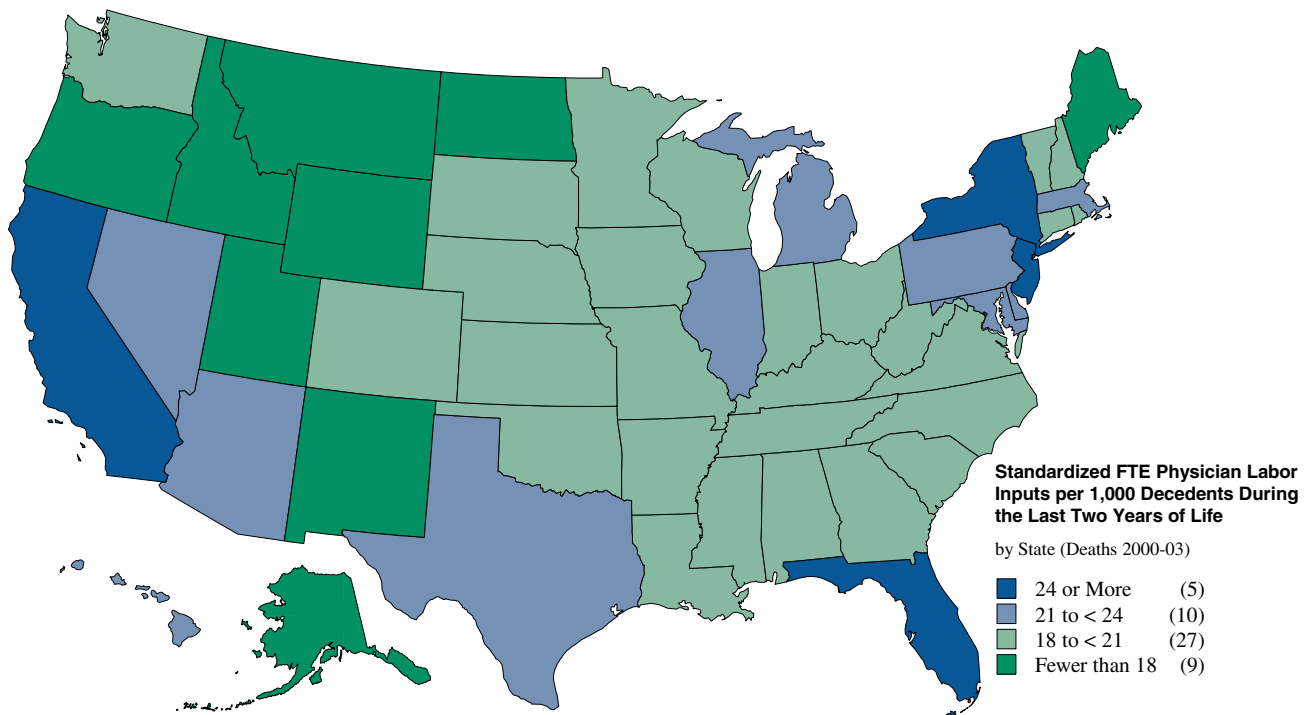 Standardized FTE Physician Labor
Inputs per 1,000 Decedents During
the Last Two Years of Life
by State (Deaths 2000-03)
24 or More (5)
21 to < 24 (10)
18 to < 21 (27)
Fewer than 18 (9)